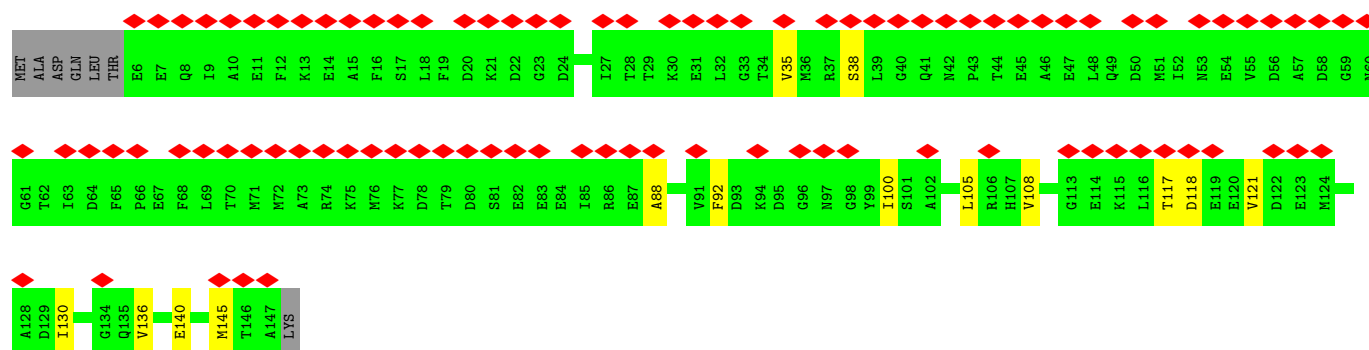 MET ALA ASP GLN LEU THR E6 E7 Q8 I9 A10 E11 F12 K13 E14 A15 F16 S17 L18 F19 D20 K21 D22 G23 D24 I27 T28 T29 K30 E31 L32 G33 T34 V35 M36 R37 S38 L39 G40 Q41 N42 P43 T44 E45 A46 E47 L48 Q49 D50 M51 I52 N53 E54 V55 D56 A57 D58 G59 N60
G61 T62 I63 D64 F65 P66 E67 F68 L69 T70 M71 M72 A73 R74 K75 M76 K77 D78 T79 D80 S81 E82 E83 E84 I85 R86 E87 A88 V91 F92 D93 K94 D95 G96 N97 G98 Y99 I100 S101 A102 L105 R106 H107 V108 G113 E114 K115 L116 T117 D118 E119 E120 V121 D122 E123 M124
A128 D129 I130 G134 Q135 V136 E140 M145 T146 A147 LYS